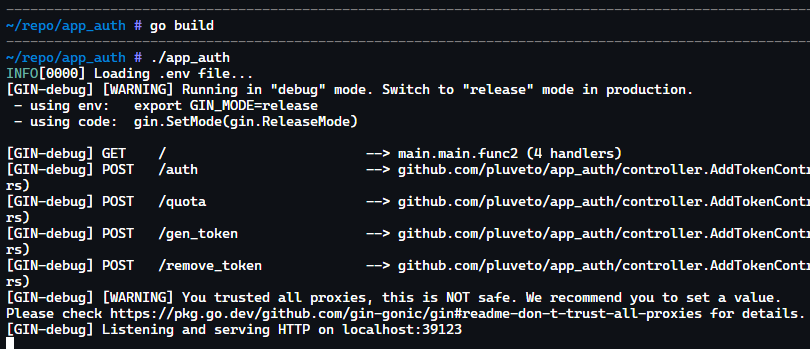 ~/repo/app_auth # go build
~/repo/app_auth # ./app_auth
INFO[0000] Loading .env file...
[GIN-debug] [WARNING] Running in "debug" mode. Switch to "release" mode in production.
 - using env:   export GIN_MODE=release
 - using code:  gin.SetMode(gin.ReleaseMode)
[GIN-debug] GET    /                         --> main.main.func2 (4 handlers)
[GIN-debug] POST   /auth                     --> github.com/pluveto/app_auth/controller.AddTokenContr
rs)
[GIN-debug] POST   /quota                    --> github.com/pluveto/app_auth/controller.AddTokenContr
rs)
[GIN-debug] POST   /gen_token                --> github.com/pluveto/app_auth/controller.AddTokenContr
rs)
[GIN-debug] POST   /remove_token             --> github.com/pluveto/app_auth/controller.AddTokenContr
rs)
[GIN-debug] [WARNING] You trusted all proxies, this is NOT safe. We recommend you to set a value.
Please check https://pkg.go.dev/github.com/gin-gonic/gin#readme-don-t-trust-all-proxies for details.
[GIN-debug] Listening and serving HTTP on localhost:39123